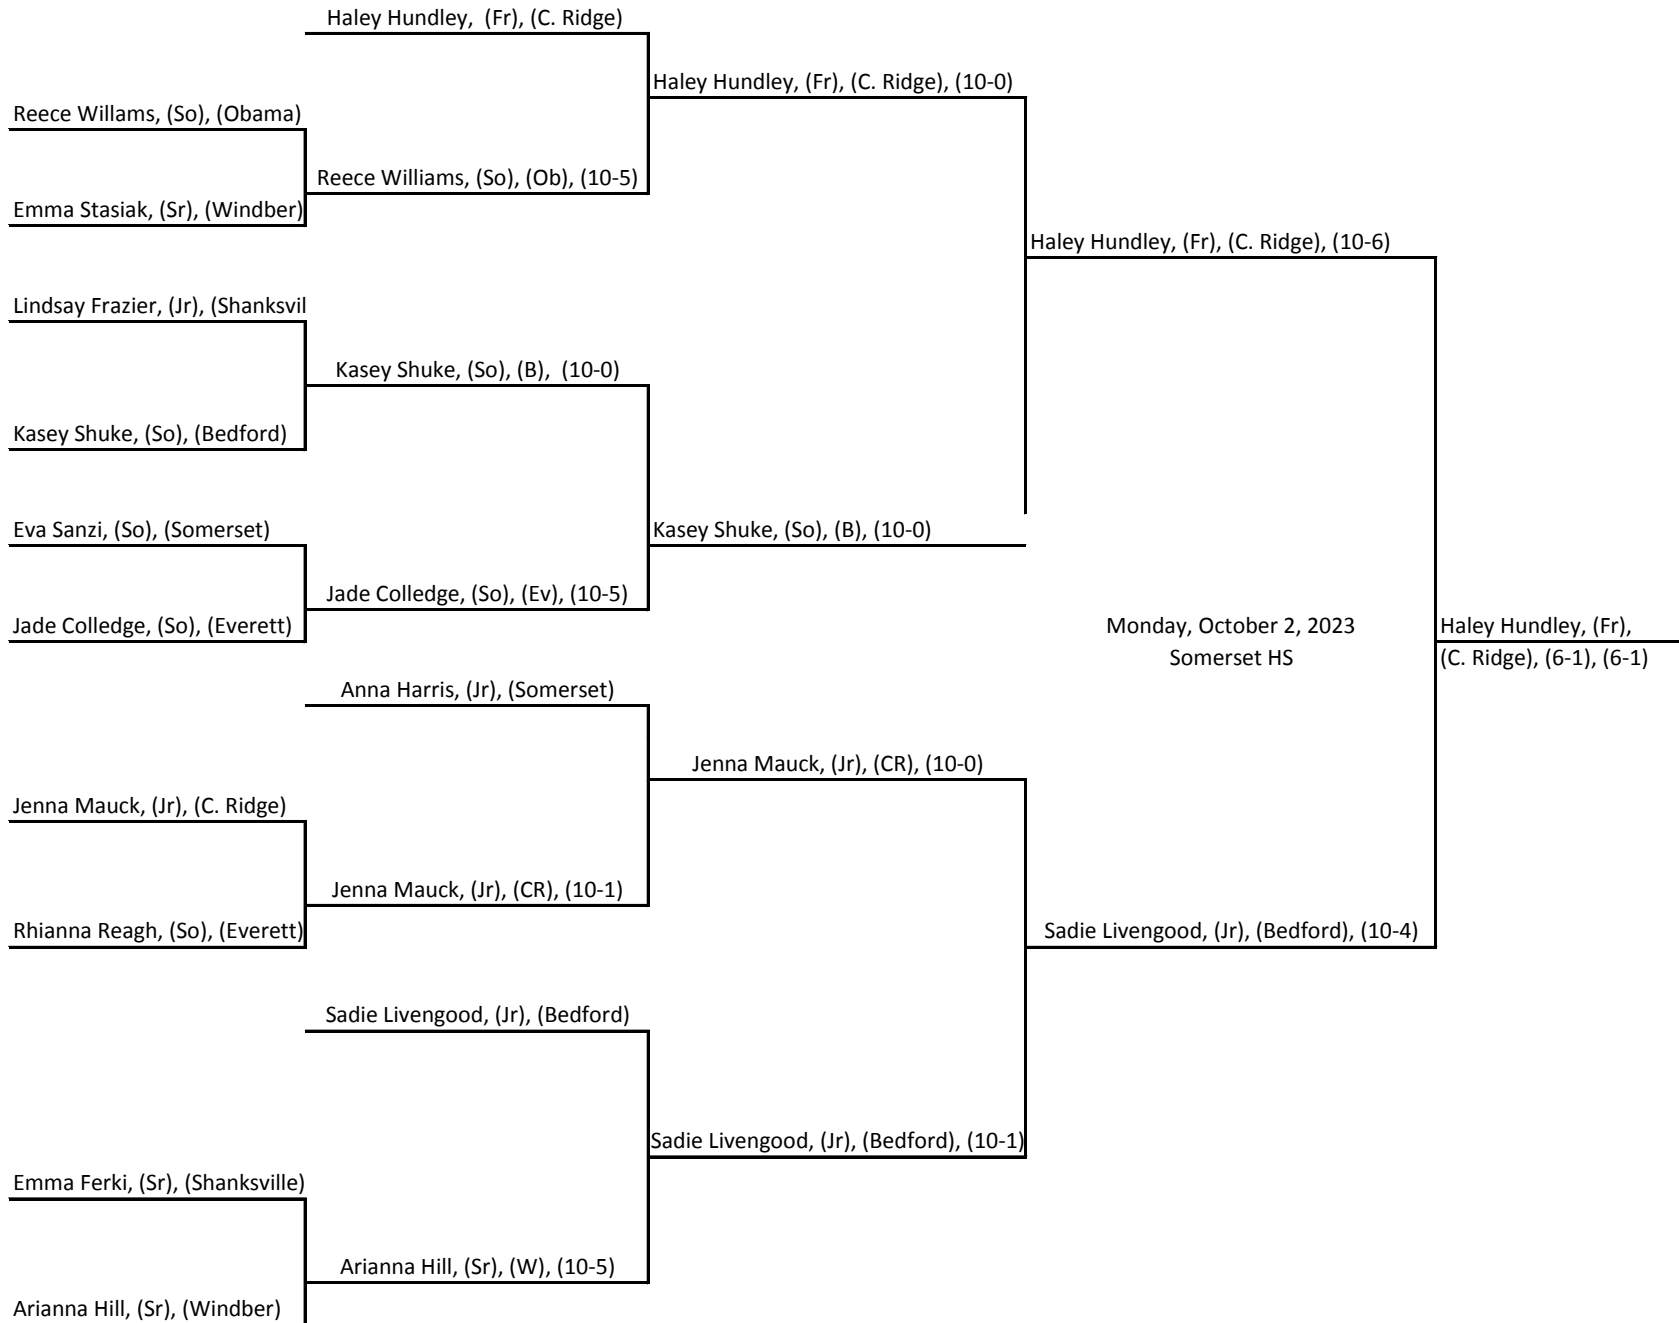 Haley Hundley, (Fr), (C. Ridge)
Haley Hundley, (Fr), (C. Ridge), (10-0)
Reece Willams, (So), (Obama)
Reece Williams, (So), (Ob), (10-5)
Emma Stasiak, (Sr), (Windber)
Haley Hundley, (Fr), (C. Ridge), (10-6)
Lindsay Frazier, (Jr), (Shanksvil
Kasey Shuke, (So), (B), (10-0)
Kasey Shuke, (So), (Bedford)
Eva Sanzi, (So), (Somerset)
Kasey Shuke, (So), (B), (10-0)
Jade Colledge, (So), (Ev), (10-5)
Jade Colledge, (So), (Everett)
Monday, October 2, 2023
Somerset HS
Haley Hundley, (Fr),
(C. Ridge), (6-1), (6-1)
Anna Harris, (Jr), (Somerset)
Jenna Mauck, (Jr), (CR), (10-0)
Jenna Mauck, (Jr), (C. Ridge)
Jenna Mauck, (Jr), (CR), (10-1)
Rhianna Reagh, (So), (Everett)
Sadie Livengood, (Jr), (Bedford), (10-4)
Sadie Livengood, (Jr), (Bedford)
Sadie Livengood, (Jr), (Bedford), (10-1)
Emma Ferki, (Sr), (Shanksville)
Arianna Hill, (Sr), (W), (10-5)
Arianna Hill, (Sr), (Windber)